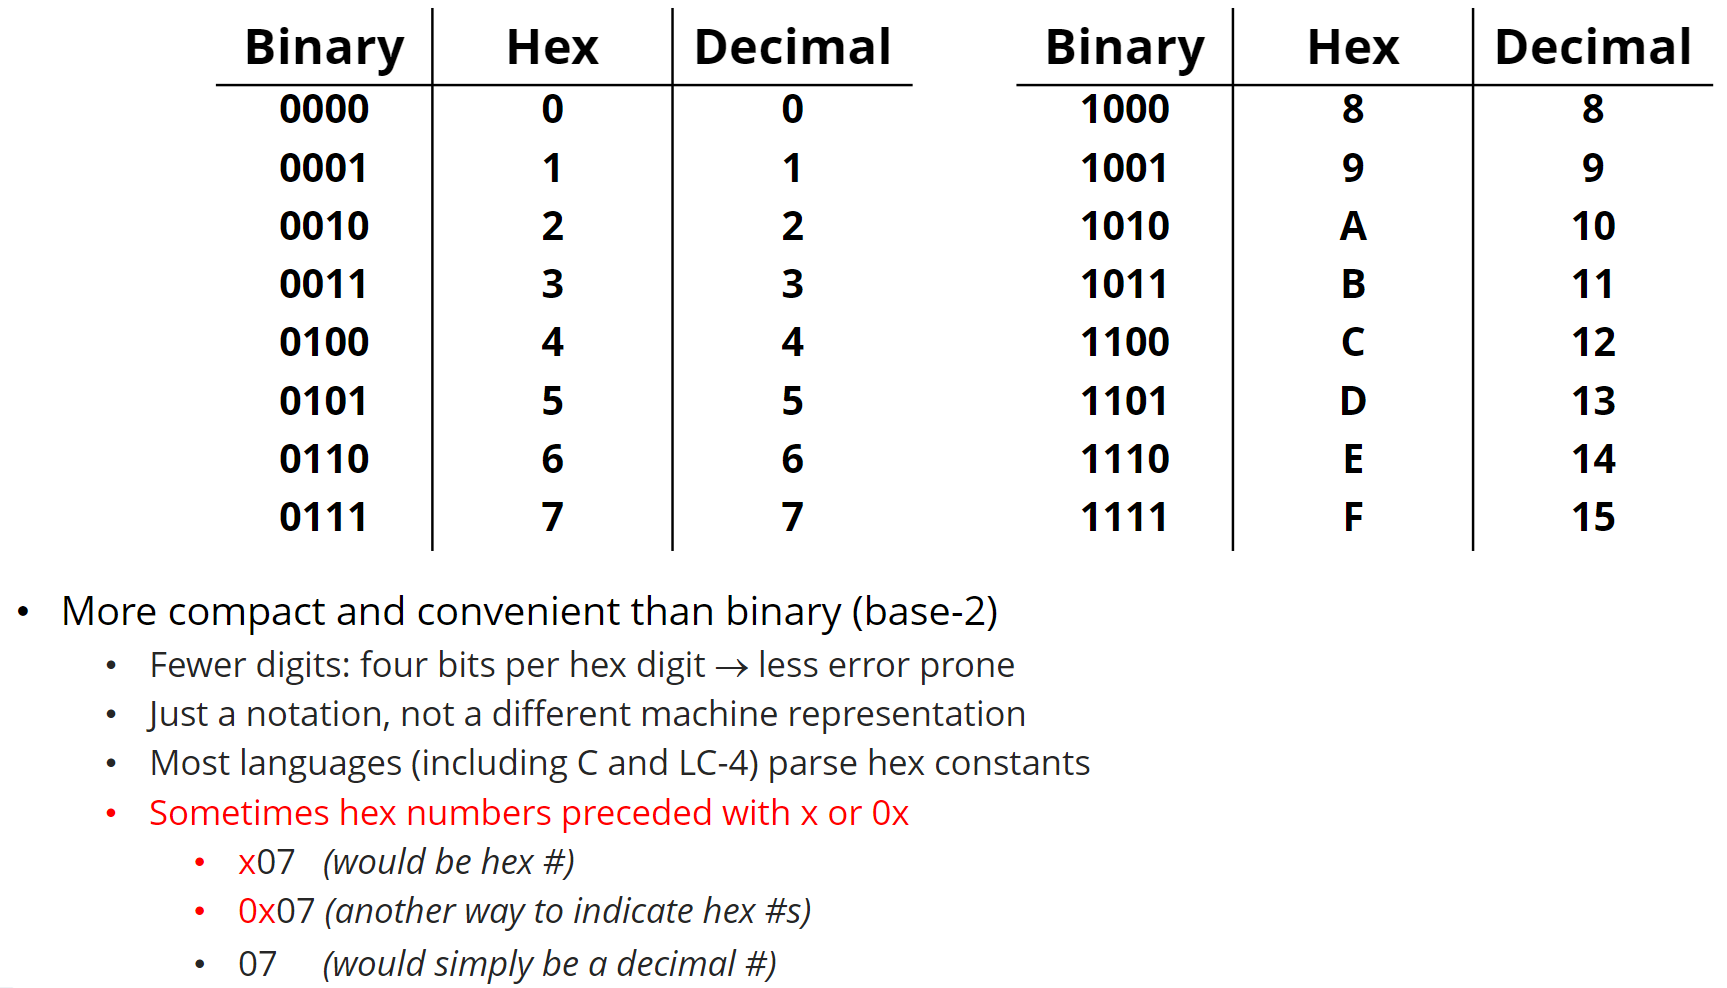 Binary Hex Decimal Binary Hex Decimal
0000 0 0 1000 8 8
0001 1 1 1001 9 9
0010 2 2 1010 A 10
0011 3 3 1011 B 11
0100 4 4 1100 C 12
0101 5 5 1101 D 13
0110 6 6 1110 E 14
0111 7 7 1111 F 15
• More compact and convenient than binary (base-2)
• Fewer digits: four bits per hex digit → less error prone
• Just a notation, not a different machine representation
• Most languages (including C and LC-4) parse hex constants
• Sometimes hex numbers preceded with x or 0x
• x07 (would be hex #)
• 0x07 (another way to indicate hex #s)
• 07 (would simply be a decimal #)